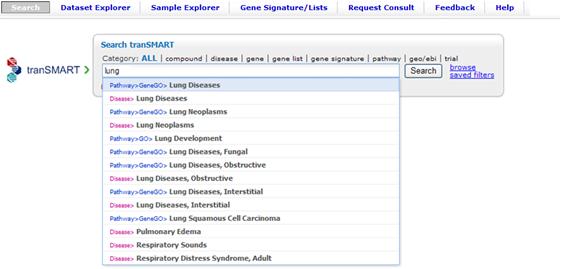 Search Dataset Explorer Sample Explorer Gene Signature/Lists Request Consult Feedback Help
Search tranSMART
Category: ALL | compound | disease | gene | gene list | gene signature | pathway | geo/ebi | trial
tranSMART
lung
Search
browse
saved filters
Pathway>GeneGO> Lung Diseases
Disease> Lung Diseases
Pathway>GeneGO> Lung Neoplasms
Disease> Lung Neoplasms
Pathway>GO> Lung Development
Pathway>GeneGO> Lung Diseases, Fungal
Pathway>GeneGO> Lung Diseases, Obstructive
Disease> Lung Diseases, Obstructive
Pathway>GeneGO> Lung Diseases, Interstitial
Disease> Lung Diseases, Interstitial
Pathway>GeneGO> Lung Squamous Cell Carcinoma
Disease> Pulmonary Edema
Disease> Respiratory Sounds
Disease> Respiratory Distress Syndrome, Adult